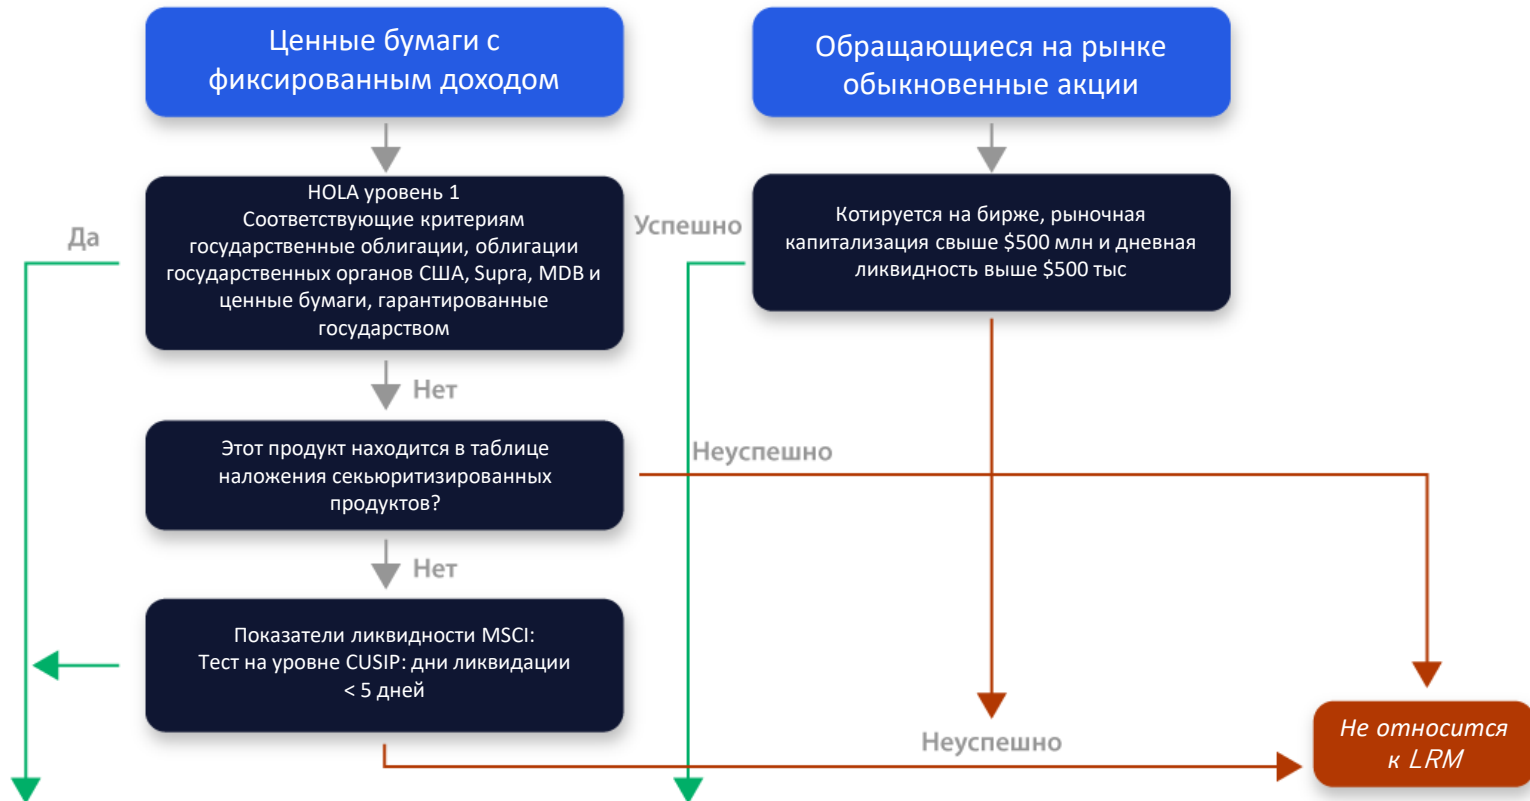 Ценные бумаги с
фиксированным доходом
Обращающиеся на рынке
обыкновенные акции
HOLA уровень 1
Соответствующие критериям
государственные облигации, облигации
государственных органов США, Supra, MDB и
ценные бумаги, гарантированные
государством
Да
Успешно
Котируется на бирже, рыночная
капитализация свыше $500 млн и дневная
ликвидность выше $500 тыс
Нет
Этот продукт находится в таблице
наложения секьюритизированных
продуктов?
Неуспешно
Нет
Показатели ликвидности MSCI:
Тест на уровне CUSIP: дни ликвидации
< 5 дней
Неуспешно
Не относится
к LRM